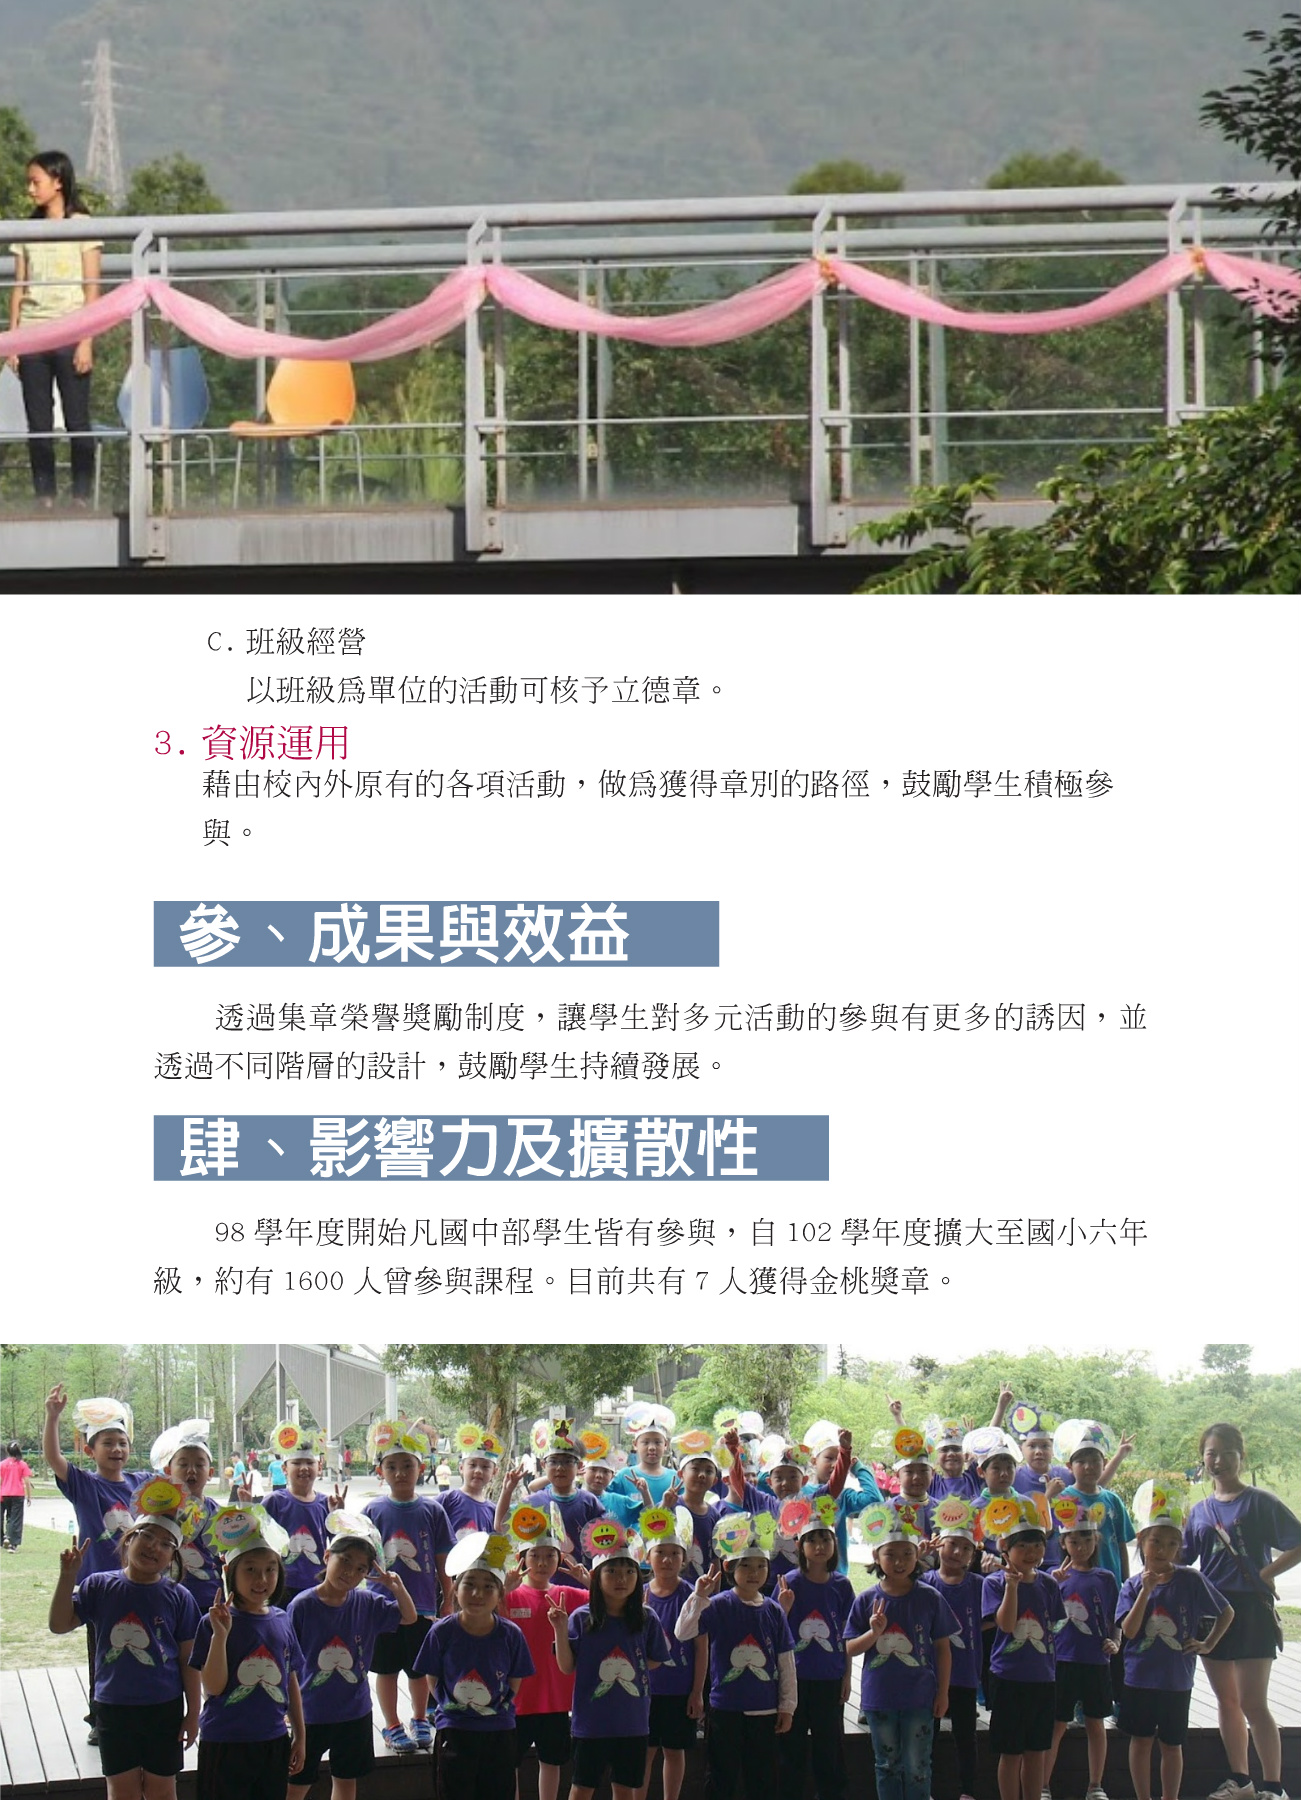 C. 班級經營
以班級為單位的活動可核予立德章。
3. 資源運用
藉由校內外原有的各項活動，做為獲得章別的路徑，鼓勵學生積極參
與。
參、成果與效益
透過集章榮譽獎勵制度，讓學生對多元活動的參與有更多的誘因，並
透過不同階層的設計，鼓勵學生持續發展。
肆、影響力及擴散性
98 學年度開始凡國中部學生皆有參與，自 102 學年度擴大至國小六年
級，約有 1600 人曾參與課程。目前共有 7 人獲得金桃獎章。